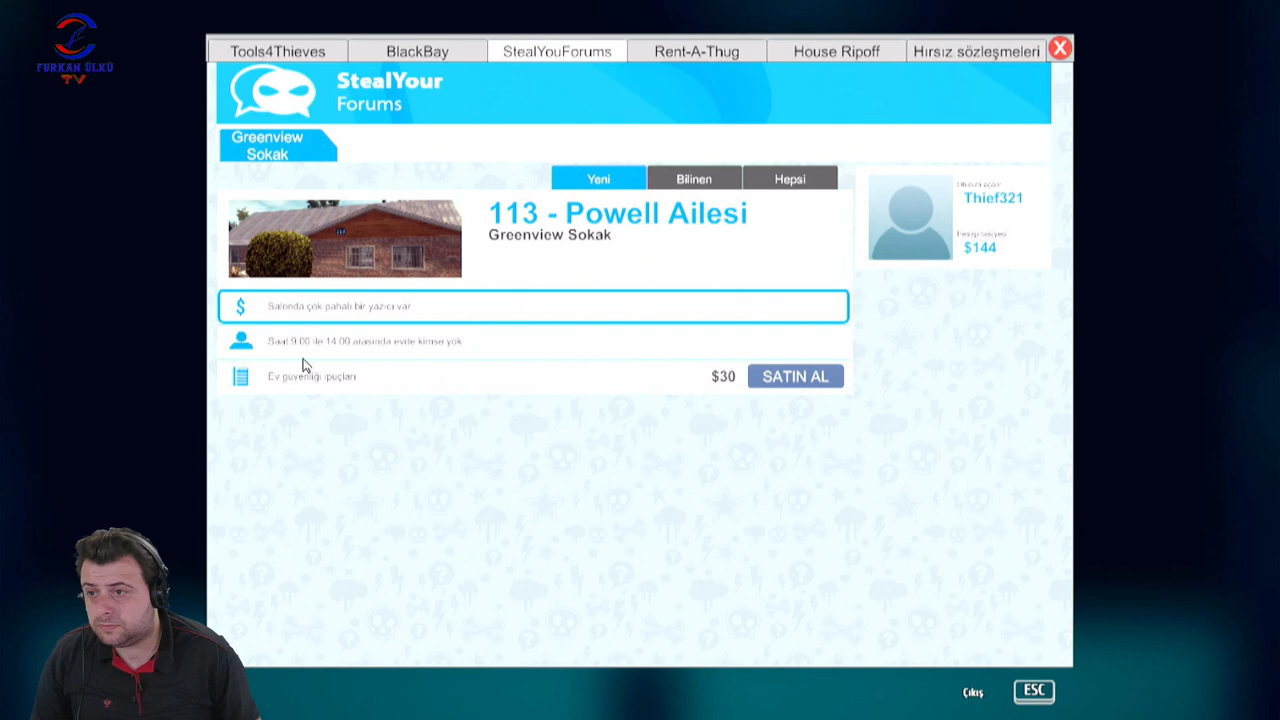 FURKAN ÜLKÜ
TV
Tools4Thieves
BlackBay
StealYouForums
Rent-A-Thug
House Ripoff
Hırsız sözleşmeleri
X
StealYour
Forums
Greenview
Sokak
Yeni
Bilinen
Hepsi
113 - Powell Ailesi
Greenview Sokak
Thief321
$144
$ Salonda çok pahalı bir yazıcı var
Saat 9.00 ile 14.00 arasında evde kimse yok
Ev güvenliği ipuçları
$30
SATIN AL
Çıkış
ESC